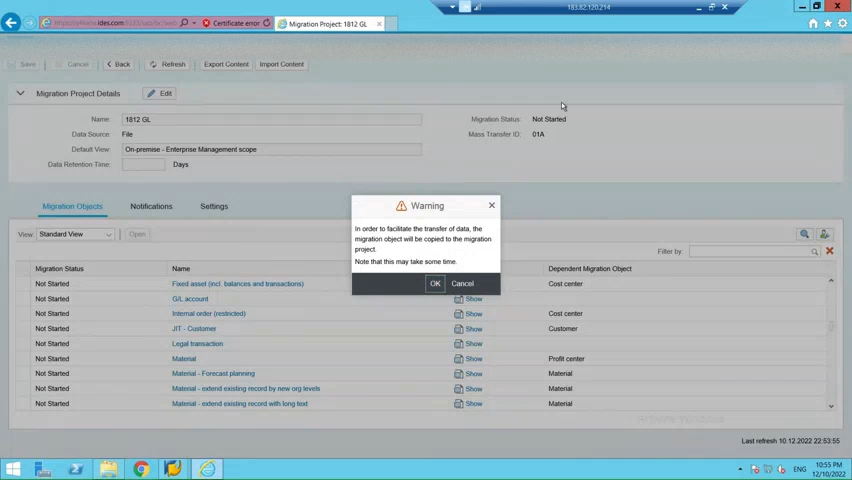 183.82.120.214
Certificate error
Migration Project: 1812 GL
Save Cancel Back Refresh Export Content Import Content
Migration Project Details Edit
Name: 1812 GL Migration Status: Not Started
Data Source: File Mass Transfer ID: 01A
Default View: On-premise - Enterprise Management scope
Data Retention Time: Days
Migration Objects Notifications Settings
View: Standard View Open
Filter by:
Migration Status Name Dependent Migration Object
Not Started Fixed asset (incl. balances and transactions) Cost center
Not Started G/L account Show
Not Started Internal order (restricted) Show Cost center
Not Started JIT - Customer Show Customer
Not Started Legal transaction Show
Not Started Material Show Profit center
Not Started Material - Forecast planning Show Material
Not Started Material - extend existing record by new org levels Show Material
Not Started Material - extend existing record with long text Show Material
Warning
In order to facilitate the transfer of data, the
migration object will be copied to the migration
project.
Note that this may take some time.
OK Cancel
Last refresh 10.12.2022 22:53:55
ENG
10:55 PM
12/10/2022